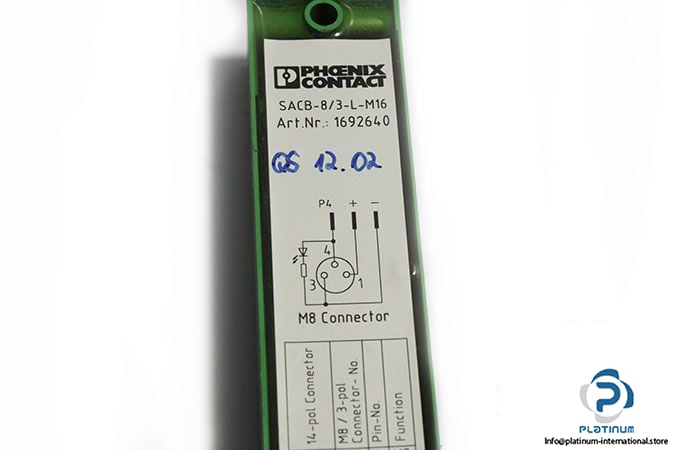 PHŒNIX
CONTACT
SACB-8/3-L-M16
Art.Nr.: 1692640
QS 12.02
P4 + -
4
3 1
M8 Connector
14-pol Connector
M8 / 3-pol
Connector- No.
Pin-No.
Function
PLATINUM
Info@platinum-international.store